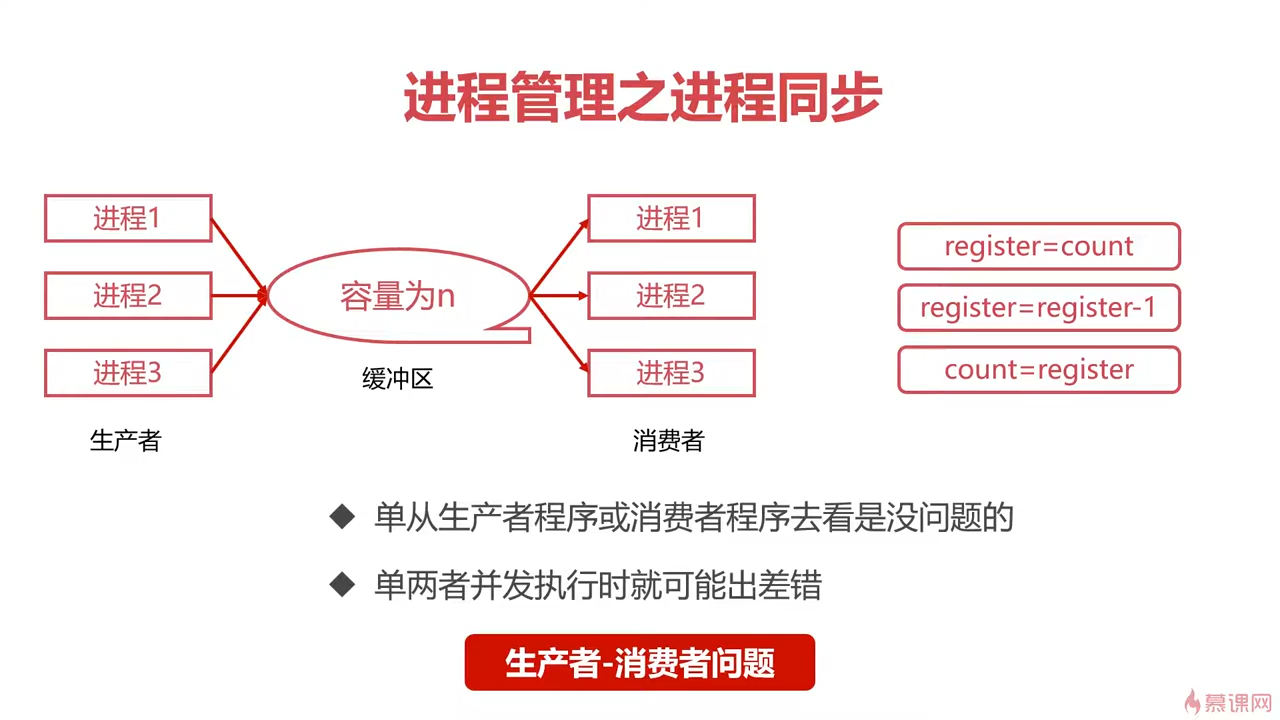 进程管理之进程同步
进程1
进程2
进程3
生产者
容量为n
缓冲区
进程1
进程2
进程3
消费者
register=count
register=register-1
count=register
单从生产者程序或消费者程序去看是没问题的
单两者并发执行时就可能出差错
生产者-消费者问题
慕课网